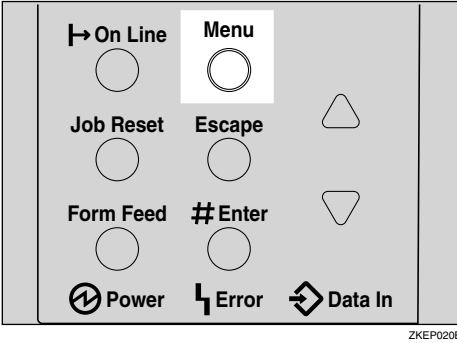 On Line Menu
Job Reset Escape
Form Feed # Enter
Power Error Data In
ZKEP020E